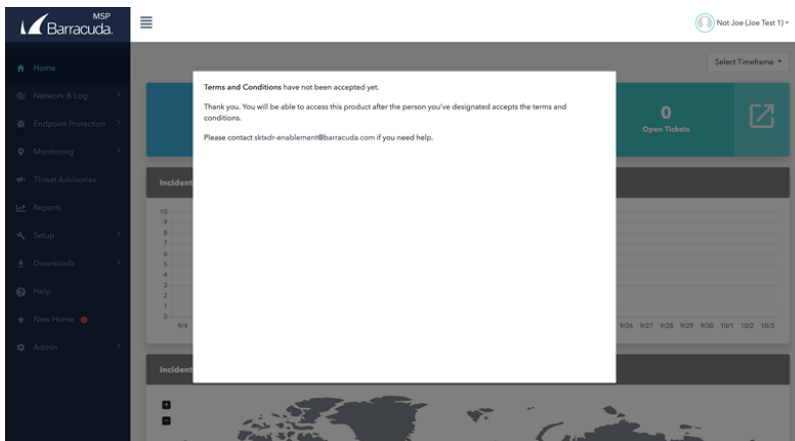 MSP
Barracuda.
Not Joe (Joe Test 1)
Home
Select Timeframe
Network & Log
Endpoint Protection
Monitoring
Threat Advisories
Reports
Setup
Downloads
Help
New Home
Admin
Terms and Conditions have not been accepted yet.
Thank you. You will be able to access this product after the person you've designated accepts the terms and
conditions.
Please contact sktxdr-enablement@barracuda.com if you need help.
0
Open Tickets
Incident
10
9
8
7
6
5
4
3
2
1
0
9/4
9/26 9/27 9/28 9/29 9/30 10/1 10/2 10/3
Incident
+
-